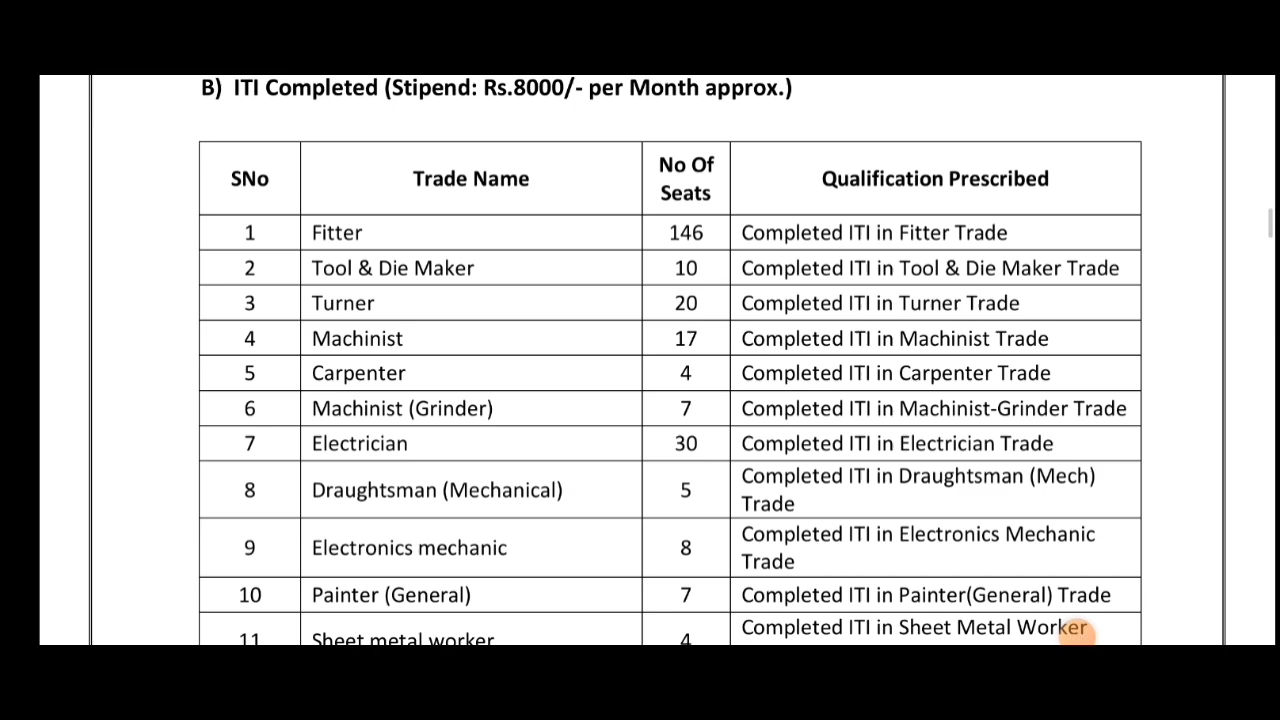 B) ITI Completed (Stipend: Rs.8000/- per Month approx.)
SNo Trade Name No Of Seats Qualification Prescribed
1 Fitter 146 Completed ITI in Fitter Trade
2 Tool & Die Maker 10 Completed ITI in Tool & Die Maker Trade
3 Turner 20 Completed ITI in Turner Trade
4 Machinist 17 Completed ITI in Machinist Trade
5 Carpenter 4 Completed ITI in Carpenter Trade
6 Machinist (Grinder) 7 Completed ITI in Machinist-Grinder Trade
7 Electrician 30 Completed ITI in Electrician Trade
8 Draughtsman (Mechanical) 5 Completed ITI in Draughtsman (Mech)
Trade
9 Electronics mechanic 8 Completed ITI in Electronics Mechanic
Trade
10 Painter (General) 7 Completed ITI in Painter(General) Trade
11 Sheet metal worker 4 Completed ITI in Sheet Metal Worker